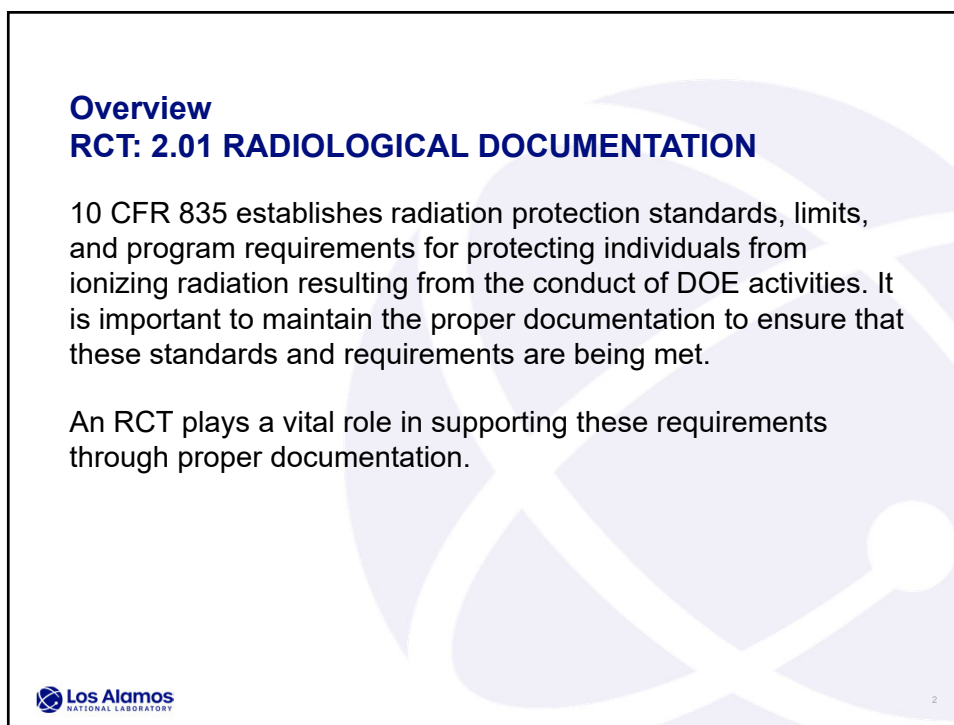 Overview
RCT: 2.01 RADIOLOGICAL DOCUMENTATION
10 CFR 835 establishes radiation protection standards, limits,
and program requirements for protecting individuals from
ionizing radiation resulting from the conduct of DOE activities. It
is important to maintain the proper documentation to ensure that
these standards and requirements are being met.
An RCT plays a vital role in supporting these requirements
through proper documentation.
Los Alamos
NATIONAL LABORATORY
2